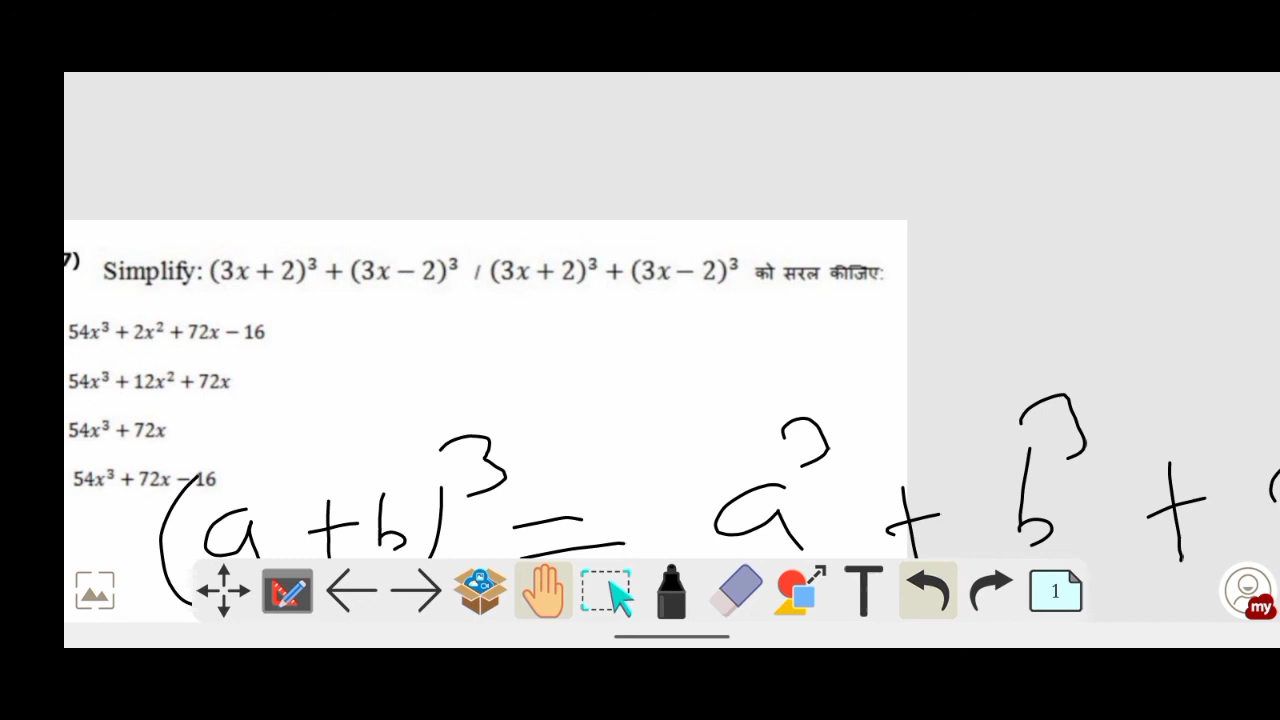 7) Simplify: (3x + 2)³ + (3x − 2)³ / (3x + 2)³ + (3x − 2)³ को सरल कीजिए:
54x³ + 2x² + 72x − 16
54x³ + 12x² + 72x
54x³ + 72x
54x³ + 72x − 16
(a + b)³ = a³ + b³ +
1
my